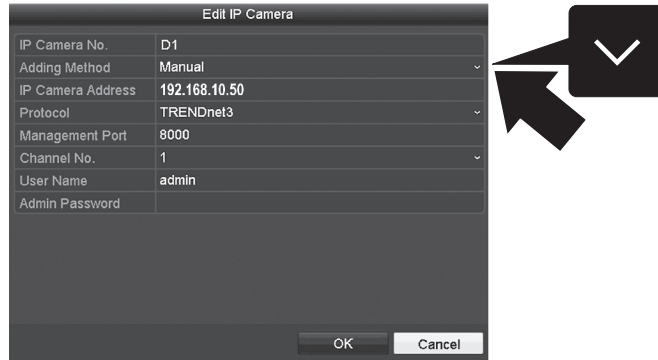 Edit IP Camera
IP Camera No. D1
Adding Method Manual
IP Camera Address 192.168.10.50
Protocol TRENDnet3
Management Port 8000
Channel No. 1
User Name admin
Admin Password
OK Cancel